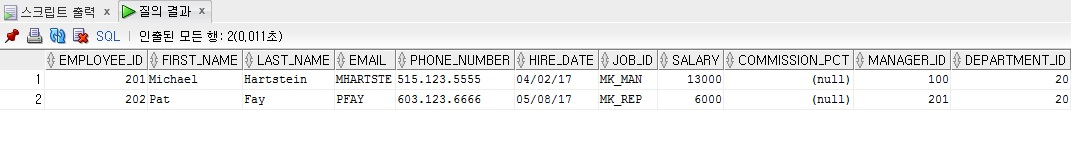 스크립트 출력 x 질의 결과 x
SQL | 인출된 모든 행: 2(0,011초)
EMPLOYEE_ID FIRST_NAME LAST_NAME EMAIL PHONE_NUMBER HIRE_DATE JOB_ID SALARY COMMISSION_PCT MANAGER_ID DEPARTMENT_ID
1 201 Michael Hartstein MHARTSTE 515.123.5555 04/02/17 MK_MAN 13000 (null) 100 20
2 202 Pat Fay PFAY 603.123.6666 05/08/17 MK_REP 6000 (null) 201 20